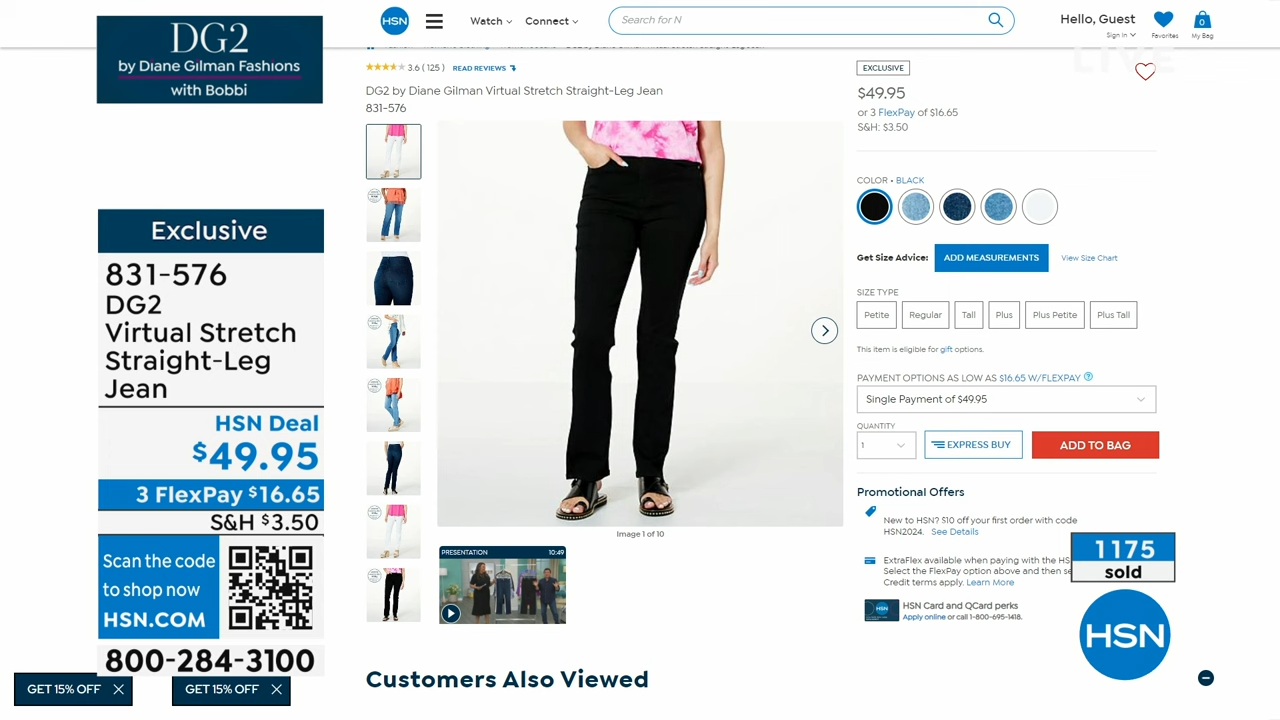 DG2
by Diane Gilman Fashions
with Bobbi
HSN
Watch
Connect
Search for N
Hello, Guest
Sign In
Favorites
0
My Bag
LIVE
3.6 ( 125 )
READ REVIEWS
DG2 by Diane Gilman Virtual Stretch Straight-Leg Jean
831-576
EXCLUSIVE
$49.95
or 3 FlexPay of $16.65
S&H: $3.50
COLOR • BLACK
Get Size Advice:
ADD MEASUREMENTS
View Size Chart
SIZE TYPE
Petite
Regular
Tall
Plus
Plus Petite
Plus Tall
This item is eligible for gift options.
PAYMENT OPTIONS AS LOW AS $16.65 W/FLEXPAY
Single Payment of $49.95
QUANTITY
1
EXPRESS BUY
ADD TO BAG
Promotional Offers
New to HSN? $10 off your first order with code
HSN2024. See Details
ExtraFlex available when paying with the HS
Select the FlexPay option above and then se
Credit terms apply. Learn More
HSN
HSN Card and QCard perks
Apply online or call 1-800-695-1418.
Image 1 of 10
PRESENTATION
10:49
Exclusive
831-576
DG2
Virtual Stretch
Straight-Leg
Jean
HSN Deal
$49.95
3 FlexPay $16.65
S&H $3.50
Scan the code
to shop now
HSN.COM
800-284-3100
GET 15% OFF
GET 15% OFF
1175
sold
HSN
Customers Also Viewed